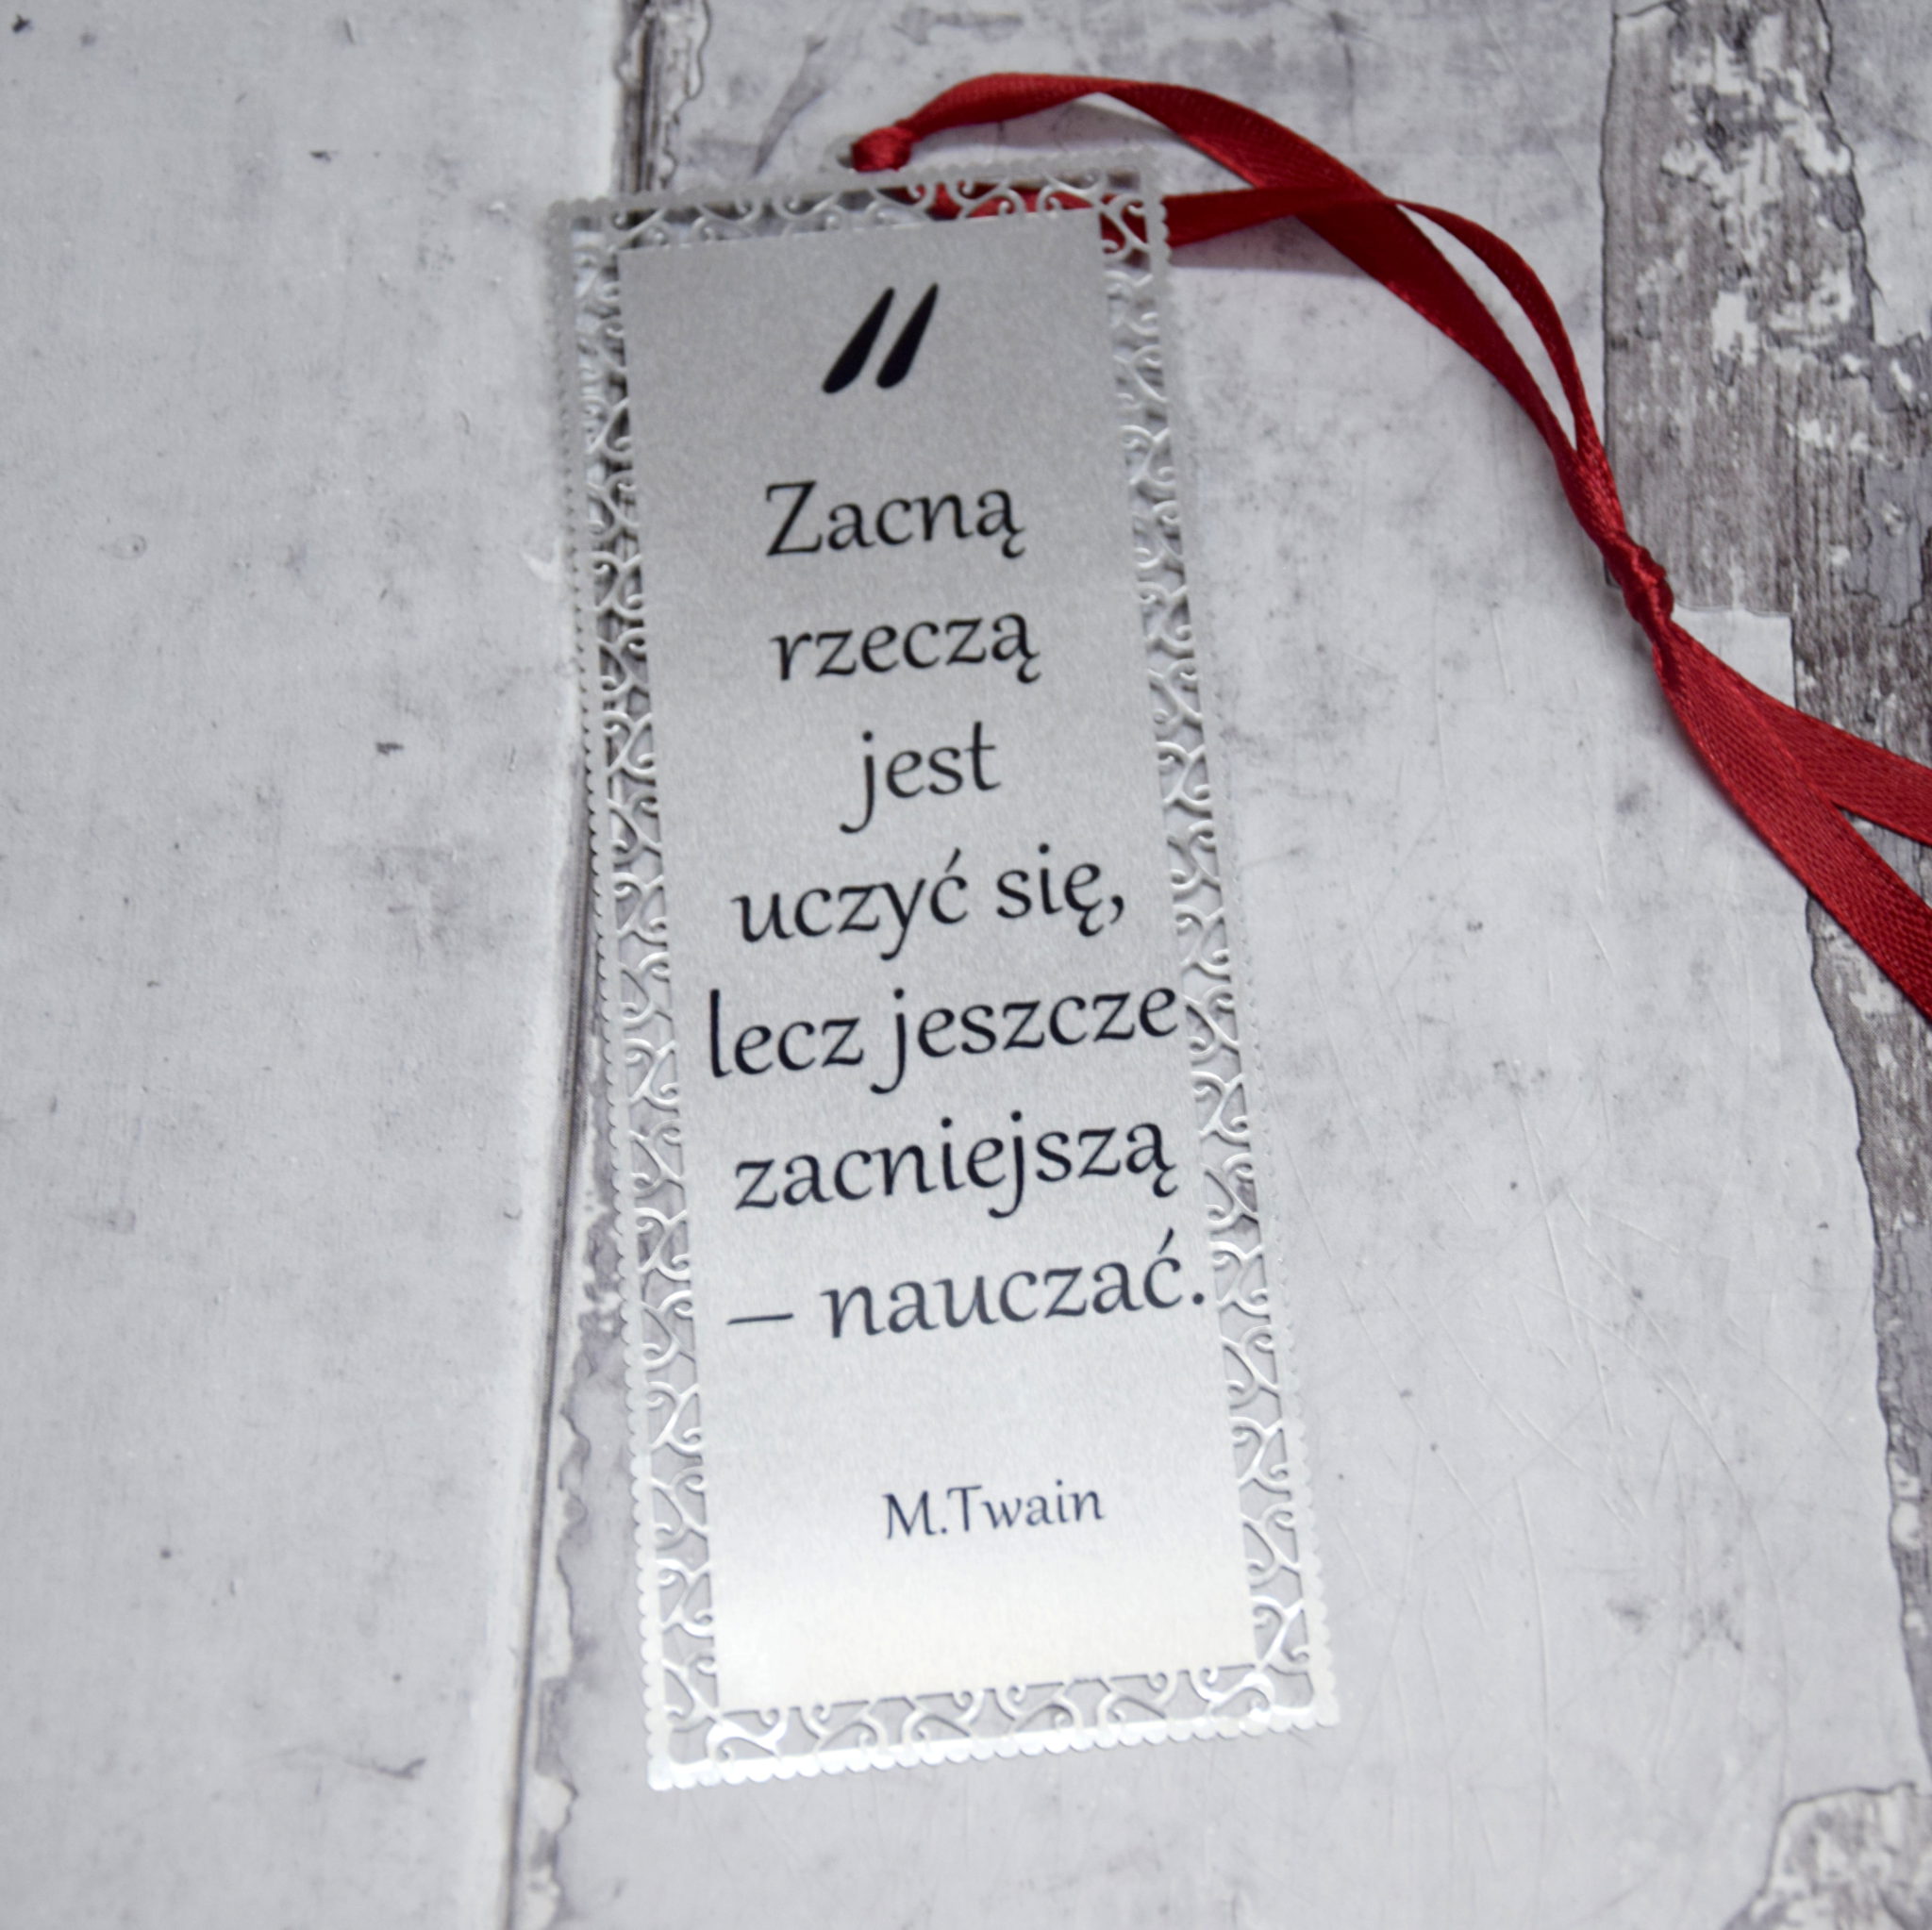 "
Zacną
rzeczą
jest
uczyć się,
lecz jeszcze
zacniejszą
– nauczać.
M.Twain